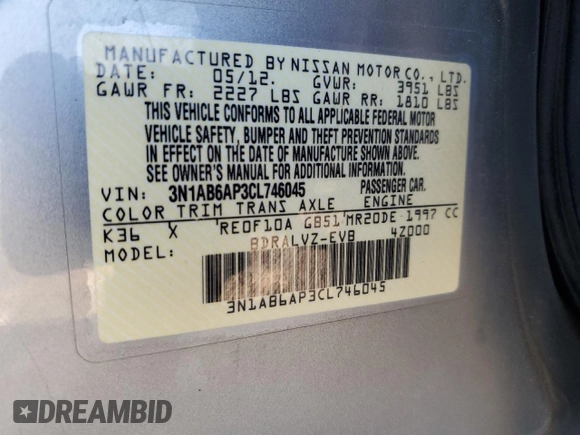 MANUFACTURED BY NISSAN MOTOR CO., LTD.
DATE: 05/12. GVWR: 3951 LBS
GAWR FR: 2227 LBS GAWR RR: 1810 LBS
THIS VEHICLE CONFORMS TO ALL APPLICABLE FEDERAL MOTOR
VEHICLE SAFETY, BUMPER AND THEFT PREVENTION STANDARDS
IN EFFECT ON THE DATE OF MANUFACTURE SHOWN ABOVE.
SEE OWNER'S MANUAL FOR ADDITIONAL INFORMATION.
VIN: 3N1AB6AP3CL746045 PASSENGER CAR.
COLOR TRIM TRANS AXLE ENGINE
K36 X RE0F10A GB51 MR20DE 1997 CC
MODEL: BDRALVZ-EVB 4Z000
3N1AB6AP3CL746045
DREAMBID